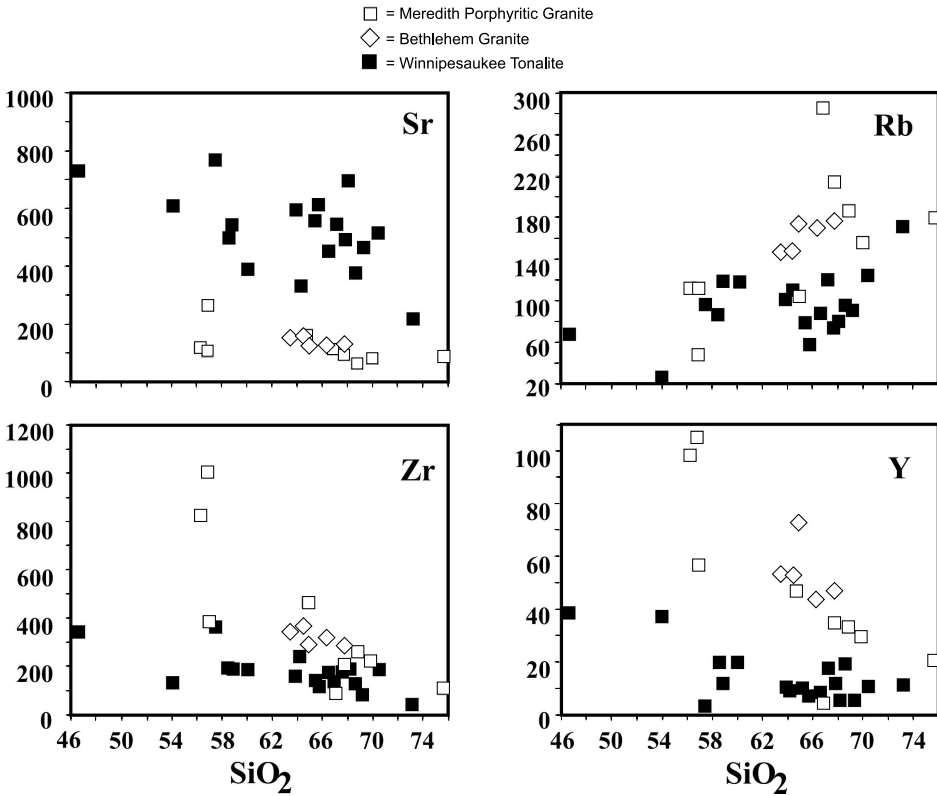 = Meredith Porphyritic Granite
= Bethlehem Granite
= Winnipesaukee Tonalite
1000
800
600
400
200
0
Sr
300
260
220
180
140
100
60
20
Rb
1200
1000
800
600
400
200
0
Zr
46 50 54 58 62 66 70
SiO2
100
80
60
40
20
0
Y
46 50 54 58 62 66 70 74
SiO2